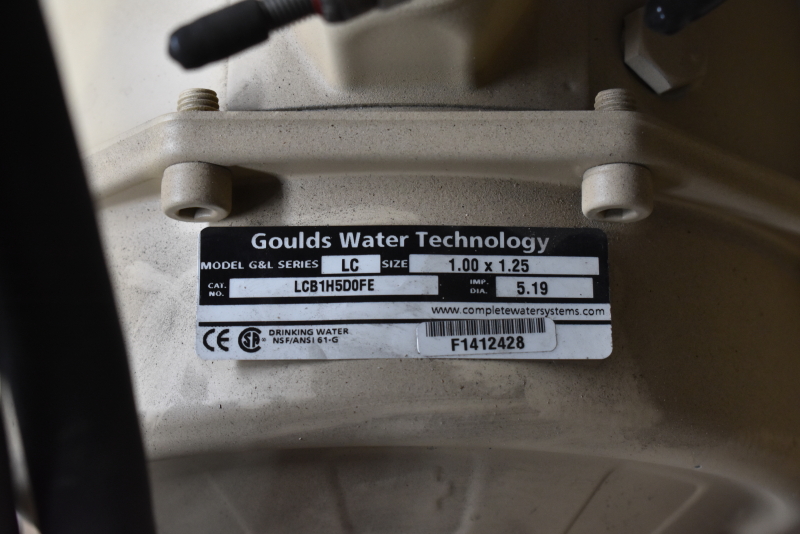 Goulds Water Technology
MODEL G&L SERIES LC SIZE 1.00 x 1.25
CAT. NO. LCB1H5D0FE IMP. DIA. 5.19
www.completewatersystems.com
CE SA® DRINKING WATER NSF/ANSI 61-G
F1412428